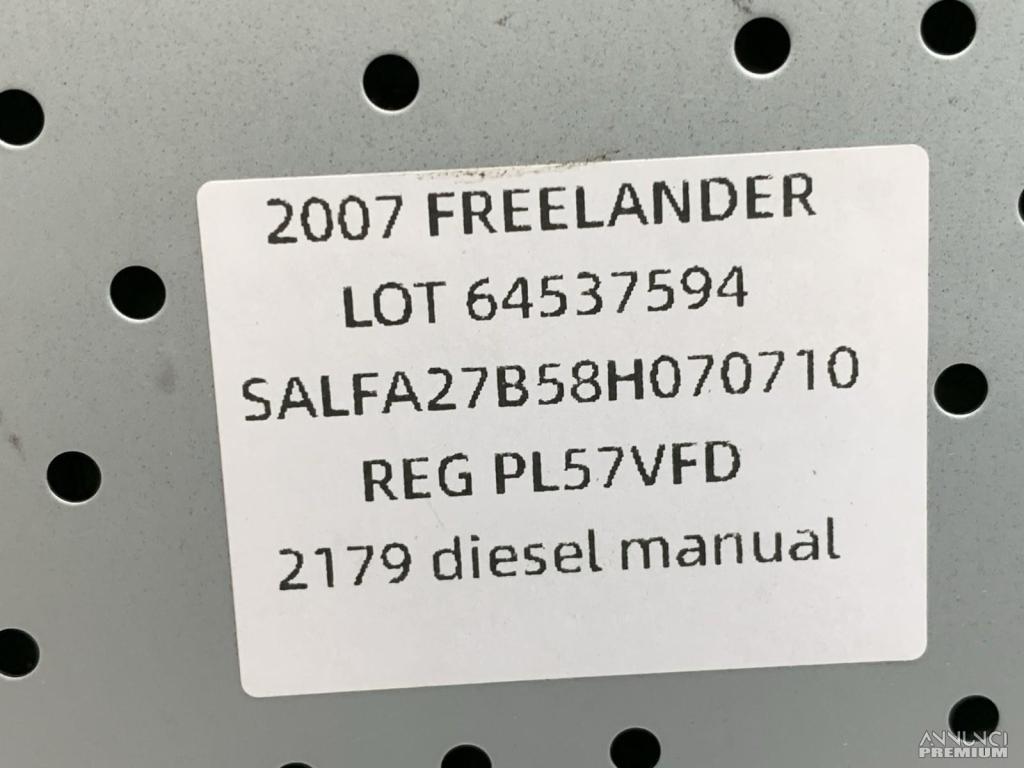 2007 FREELANDER
LOT 64537594
SALFA27B58H070710
REG PL57VFD
2179 diesel manual
ANNUNCI
PREMIUM